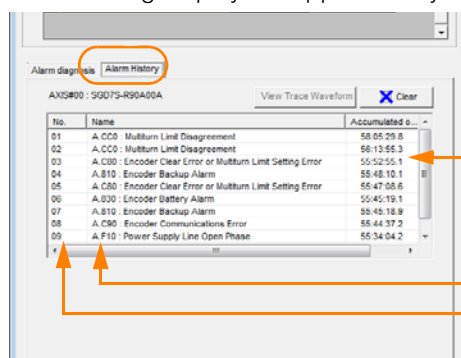 Alarm diagnosis Alarm History
AXIS#00 : SGD7S-R90A00A View Trace Waveform Clear
No. Name Accumulated o...
01 A.CC0 : Multiturn Limit Disagreement 58:05:29.8
02 A.CC0 : Multiturn Limit Disagreement 56:13:55.3
03 A.C80 : Encoder Clear Error or Multiturn Limit Setting Error 55:52:55.1
04 A.810 : Encoder Backup Alarm 55:48:10.1
05 A.C80 : Encoder Clear Error or Multiturn Limit Setting Error 55:47:08.6
06 A.830 : Encoder Battery Alarm 55:45:19.1
07 A.810 : Encoder Backup Alarm 55:45:18.9
08 A.C90 : Encoder Communications Error 55:44:37.2
09 A.F10 : Power Supply Line Open Phase 55:34:04.2